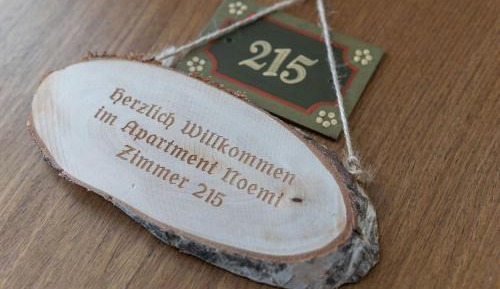 215
Herzlich Willkommen
im Apartment Noemi
Zimmer 215